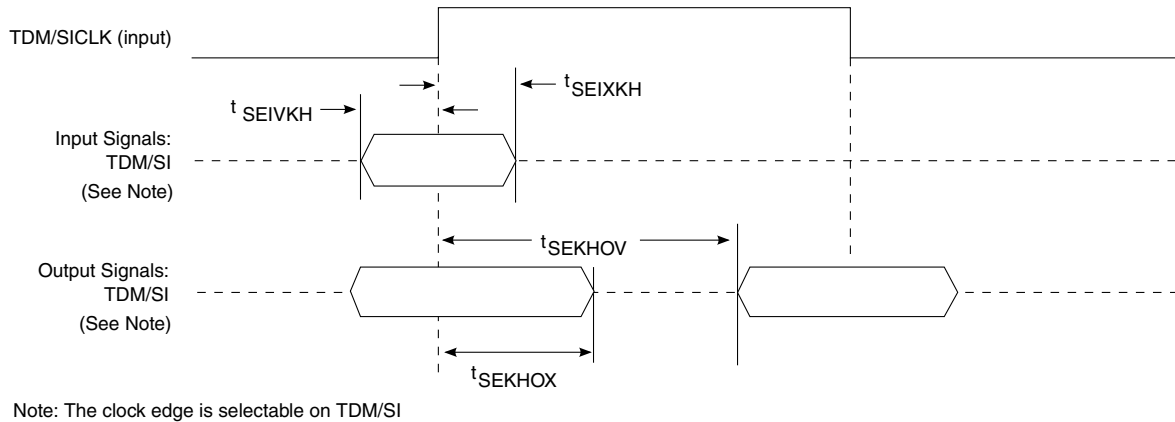 TDM/SICLK (input)
tSEIXKH
tSEIVKH
Input Signals:
TDM/SI
(See Note)
tSEKHOV
Output Signals:
TDM/SI
(See Note)
tSEKHOX
Note: The clock edge is selectable on TDM/SI